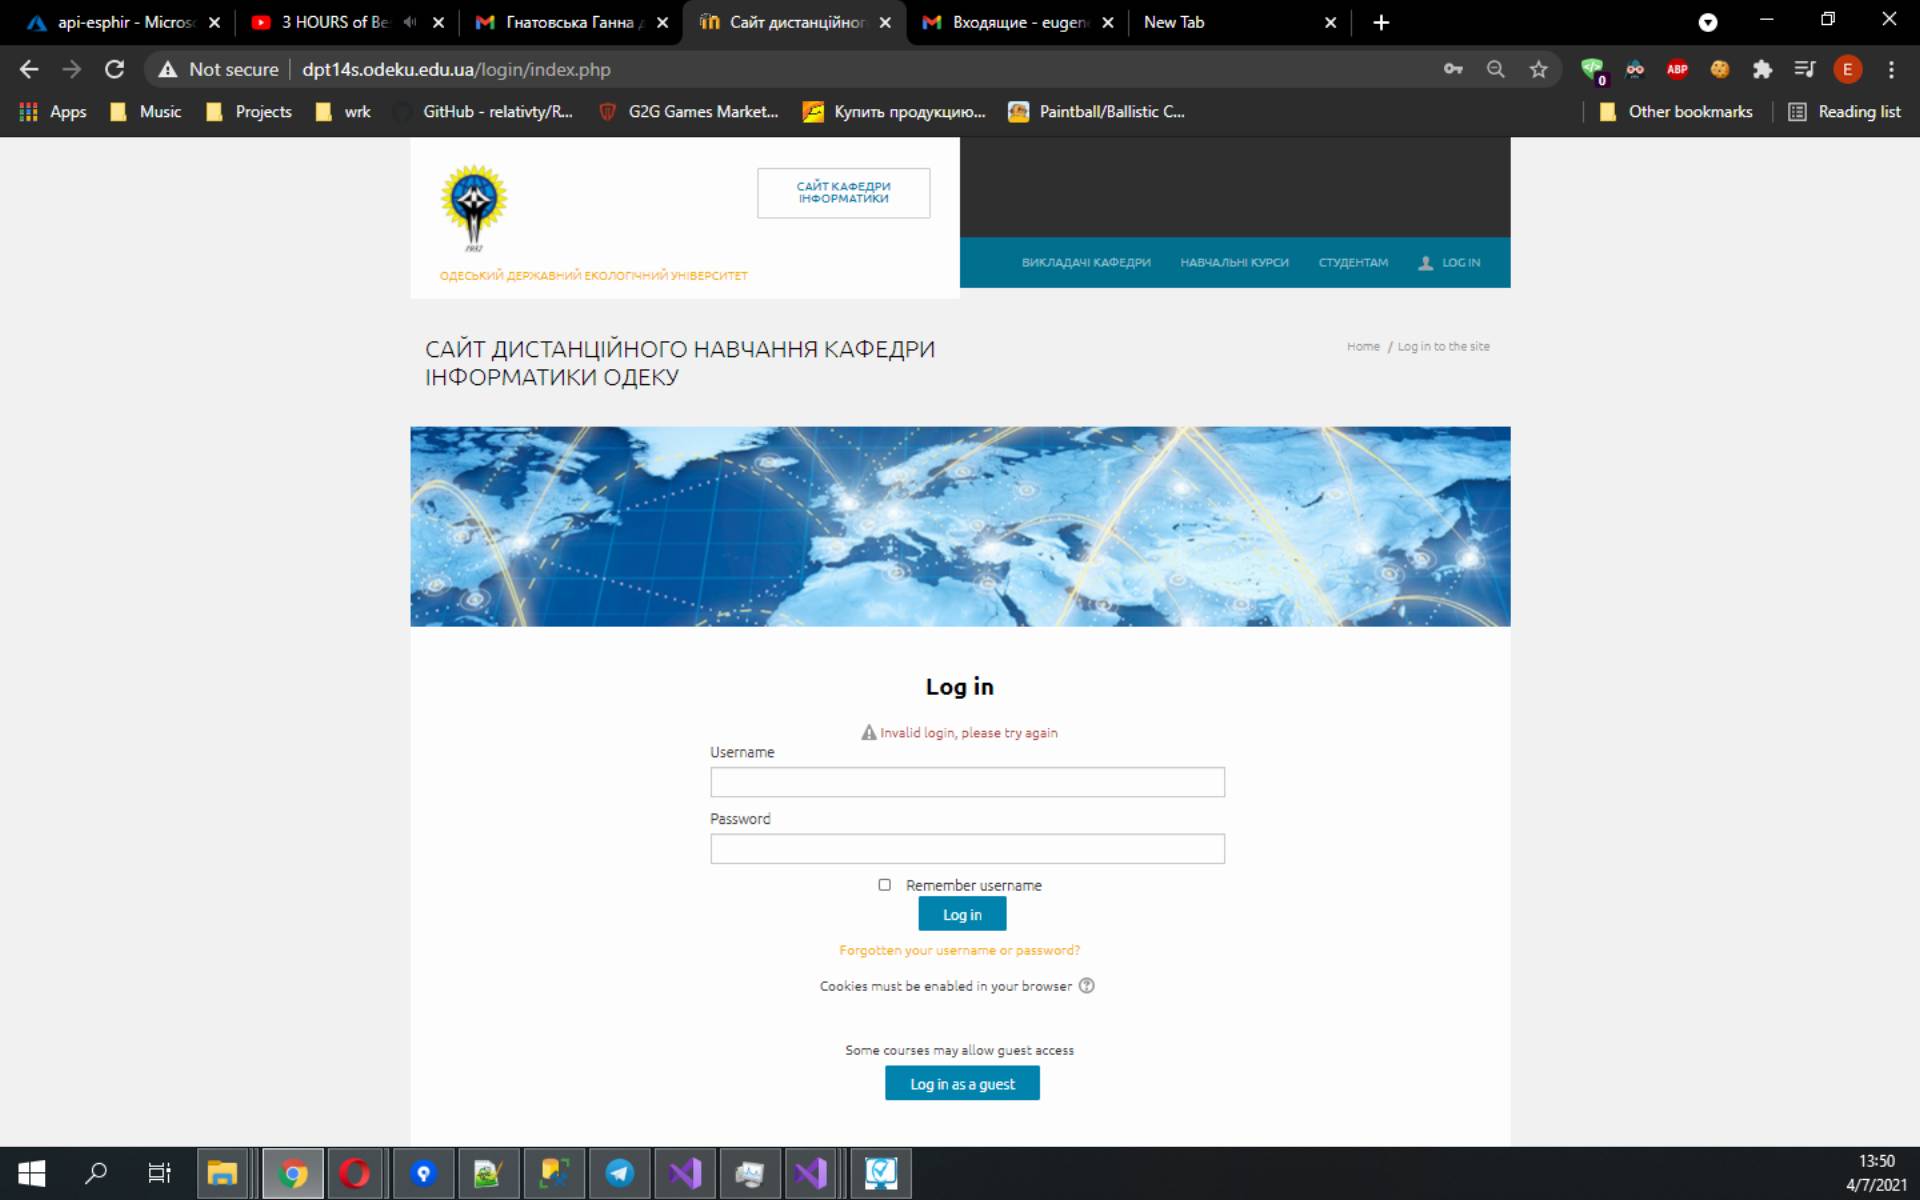 api-esphir - Microso
3 HOURS of Be
Гнатовська Ганна д
Сайт дистанційног
Входящие - eugen
New Tab
Not secure
dpt14s.odeku.edu.ua/login/index.php
0
ABP
E
Apps
Music
Projects
wrk
GitHub - relativty/R...
G2G Games Market...
Купить продукцию...
Paintball/Ballistic C...
Other bookmarks
Reading list
1932
САЙТ КАФЕДРИ
ІНФОРМАТИКИ
ОДЕСЬКИЙ ДЕРЖАВНИЙ ЕКОЛОГІЧНИЙ УНІВЕРСИТЕТ
ВИКЛАДАЧІ КАФЕДРИ
НАВЧАЛЬНІ КУРСИ
СТУДЕНТАМ
LOG IN
САЙТ ДИСТАНЦІЙНОГО НАВЧАННЯ КАФЕДРИ
ІНФОРМАТИКИ ОДЕКУ
Home / Log in to the site
Log in
Invalid login, please try again
Username
Password
Remember username
Log in
Forgotten your username or password?
Cookies must be enabled in your browser
Some courses may allow guest access
Log in as a guest
13:50
4/7/2021